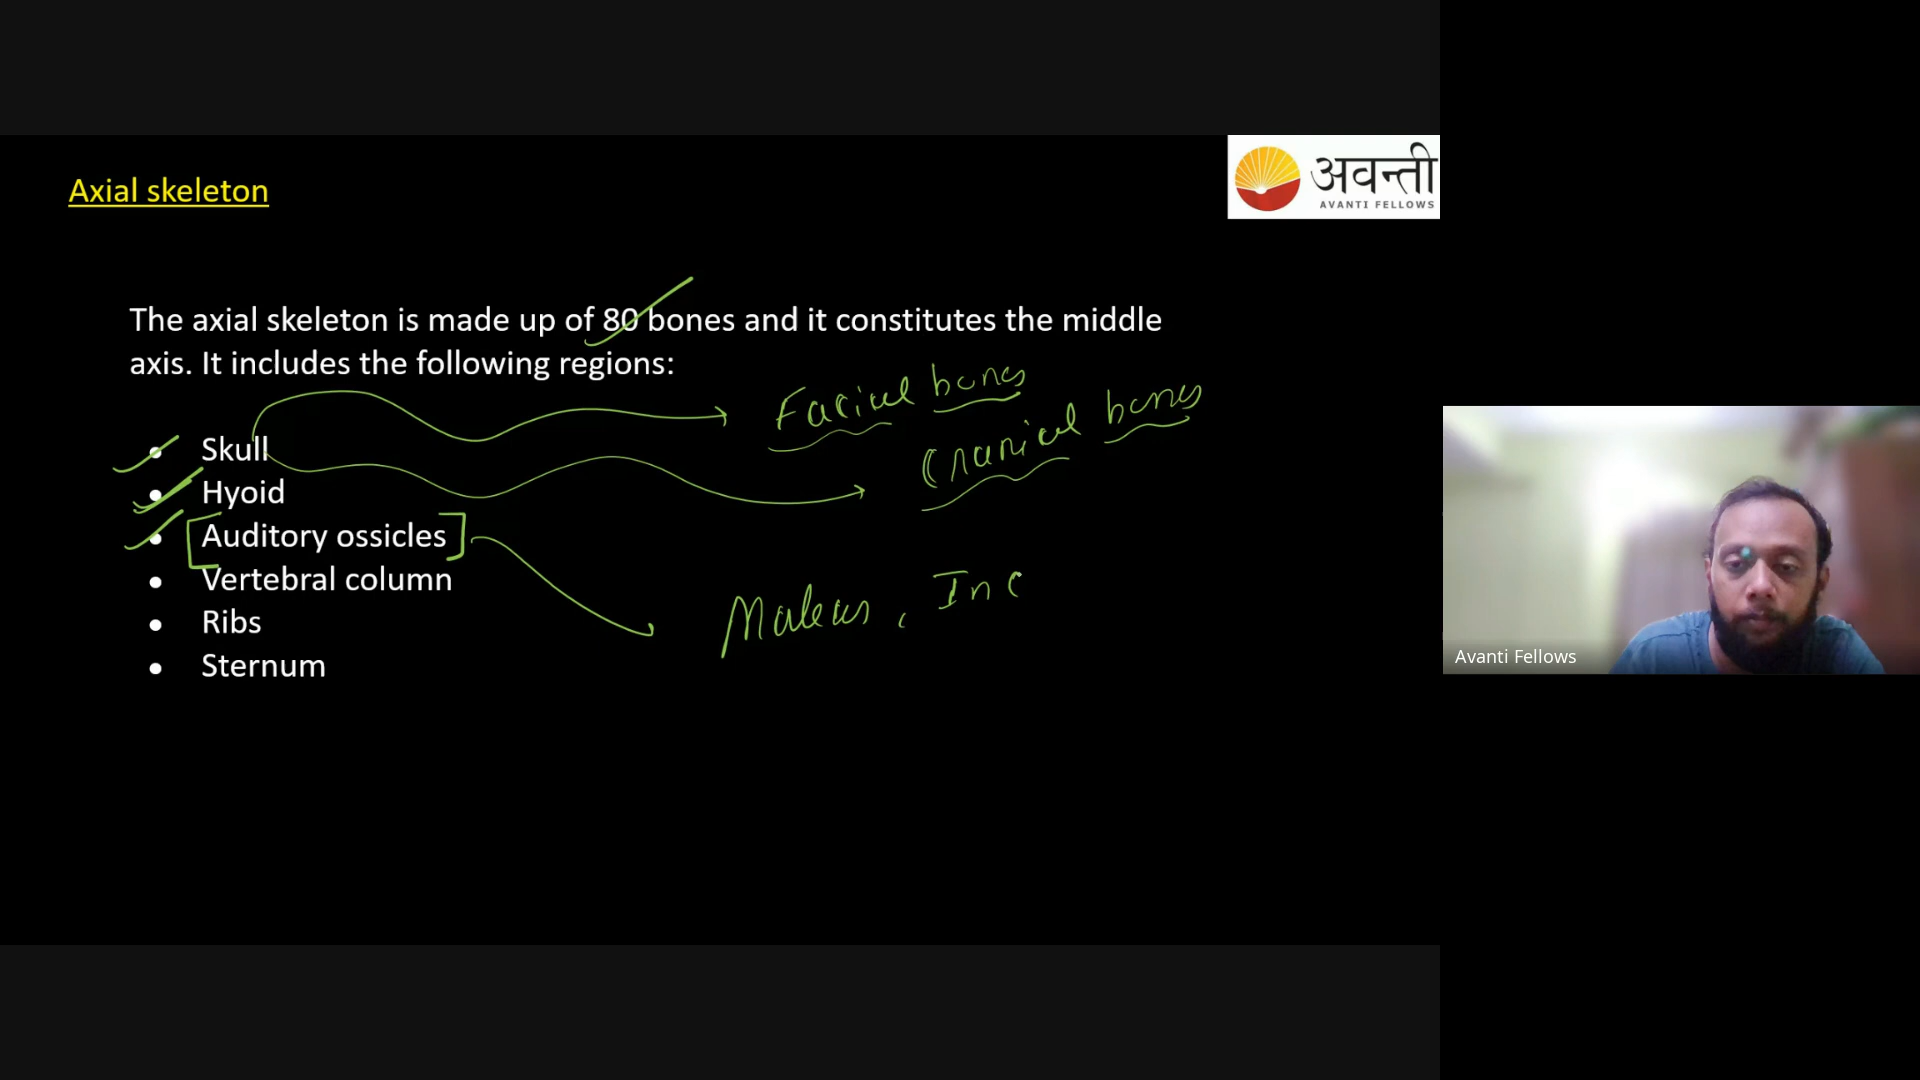 Axial skeleton
अवन्ती
AVANTI FELLOWS
The axial skeleton is made up of 80 bones and it constitutes the middle
axis. It includes the following regions:
Facial bones
Cranical bones
• Skull
• Hyoid
• Auditory ossicles
• Vertebral column
• Ribs
• Sternum
Maleus, Inc
Avanti Fellows